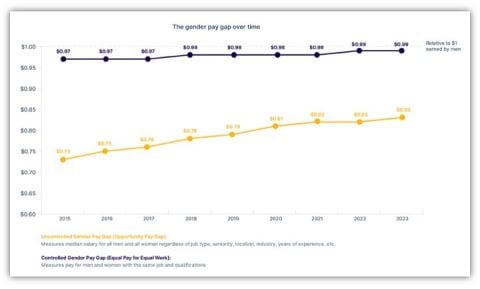 The gender pay gap over time
Relative to $1
earned by men
$1.00
$0.97 $0.97 $0.97 $0.98 $0.98 $0.98 $0.98 $0.99 $0.99
$0.95
$0.90
$0.85
$0.83
$0.82 $0.82
$0.81
$0.80
$0.79
$0.78
$0.76
$0.75
$0.75
$0.73
$0.70
$0.65
$0.60
2015 2016 2017 2018 2019 2020 2021 2022 2023
Uncontrolled Gender Pay Gap (Opportunity Pay Gap):
Measures median salary for all men and all women regardless of job type, seniority, location, industry, years of experience, etc.
Controlled Gender Pay Gap (Equal Pay for Equal Work):
Measures pay for men and women with the same job and qualifications